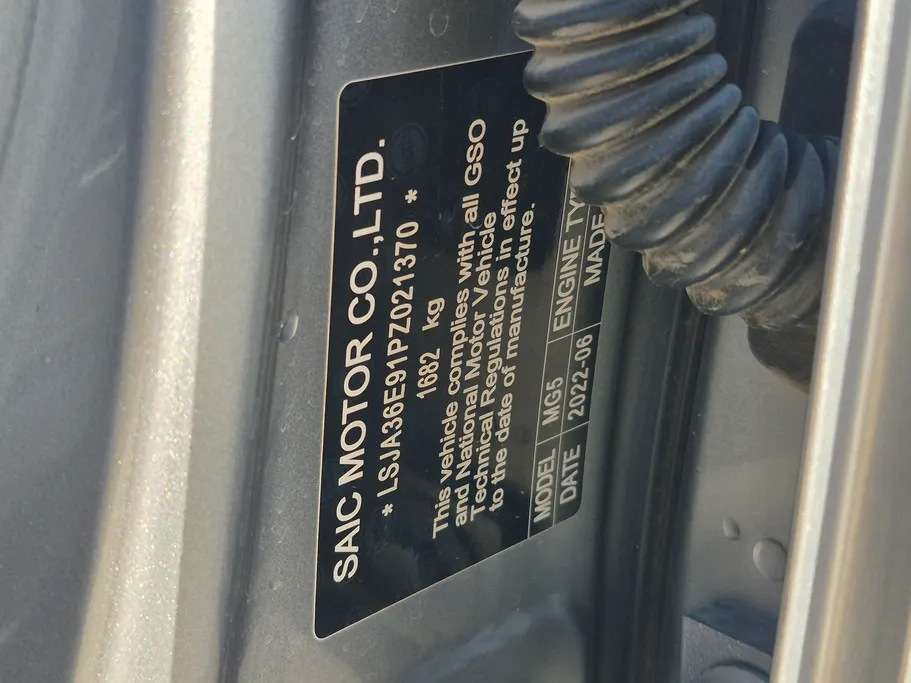 SAIC MOTOR CO.,LTD.
* LSJA36E91PZ021370 *
1682 kg
This vehicle complies with all GSO
and National Motor Vehicle
Technical Regulations in effect up
to the date of manufacture.
MODEL MG5 ENGINE TY
DATE 2022-06 MADE